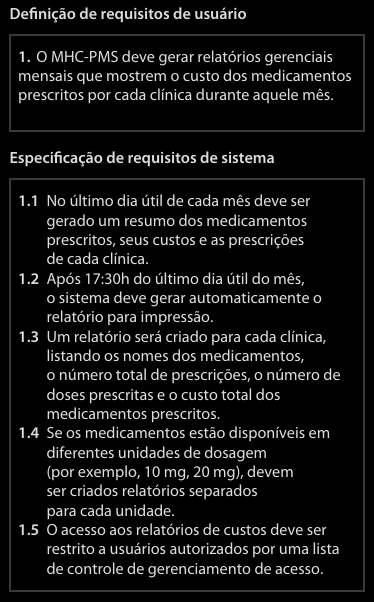 Definição de requisitos de usuário
1. O MHC-PMS deve gerar relatórios gerenciais
mensais que mostrem o custo dos medicamentos
prescritos por cada clínica durante aquele mês.
Especificação de requisitos de sistema
1.1 No último dia útil de cada mês deve ser
gerado um resumo dos medicamentos
prescritos, seus custos e as prescrições
de cada clínica.
1.2 Após 17:30h do último dia útil do mês,
o sistema deve gerar automaticamente o
relatório para impressão.
1.3 Um relatório será criado para cada clínica,
listando os nomes dos medicamentos,
o número total de prescrições, o número de
doses prescritas e o custo total dos
medicamentos prescritos.
1.4 Se os medicamentos estão disponíveis em
diferentes unidades de dosagem
(por exemplo, 10 mg, 20 mg), devem
ser criados relatórios separados
para cada unidade.
1.5 O acesso aos relatórios de custos deve ser
restrito a usuários autorizados por uma lista
de controle de gerenciamento de acesso.